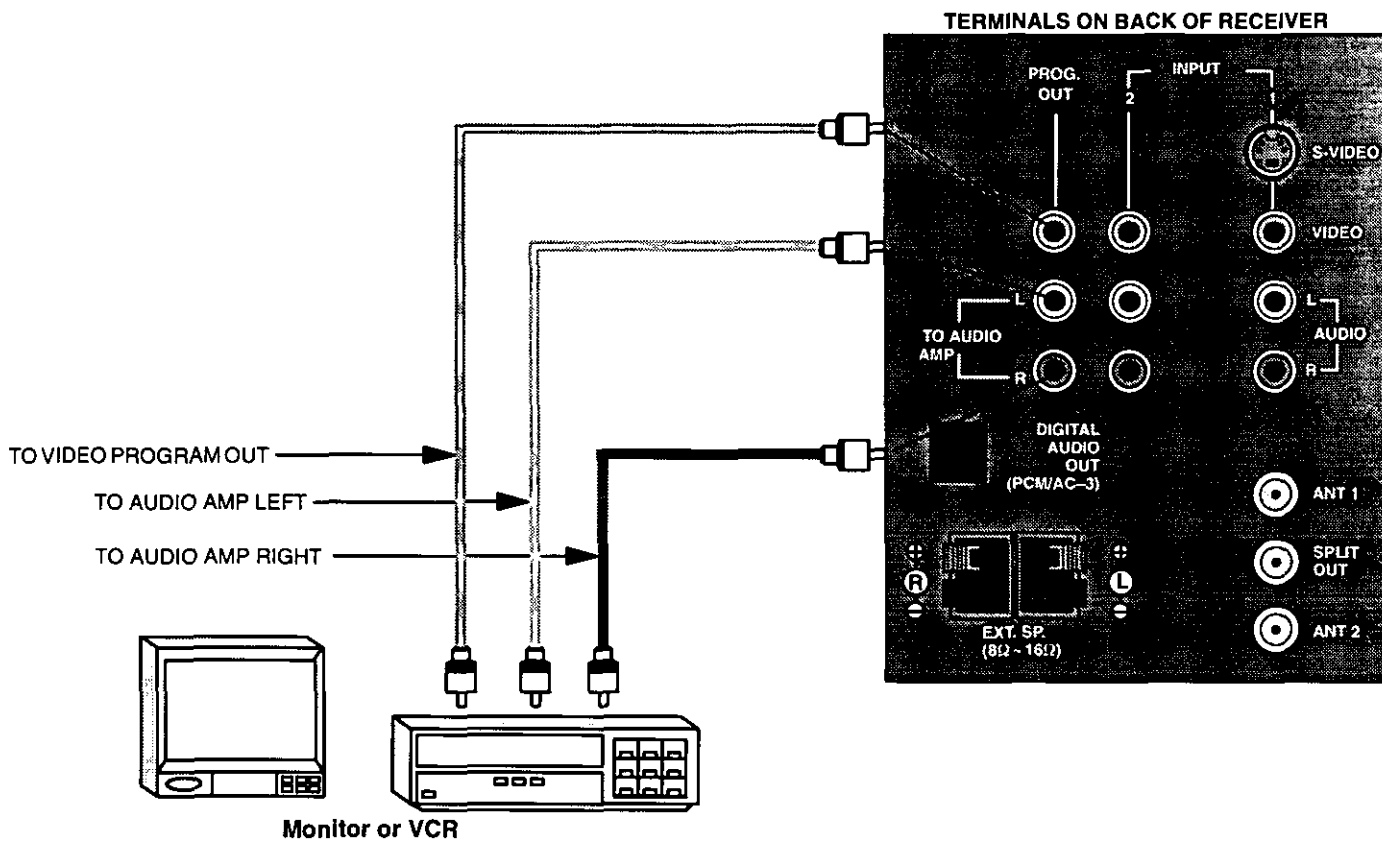 TERMINALS ON BACK OF RECEIVER
PROG.
OUT
INPUT
2
1
S-VIDEO
VIDEO
L
L
TO AUDIO
AMP
AUDIO
R
R
DIGITAL
AUDIO
OUT
(PCM/AC–3)
TO VIDEO PROGRAM OUT
TO AUDIO AMP LEFT
TO AUDIO AMP RIGHT
ANT 1
SPLIT
OUT
R
L
ANT 2
EXT. SP.
(8Ω ~ 16Ω)
Monitor or VCR